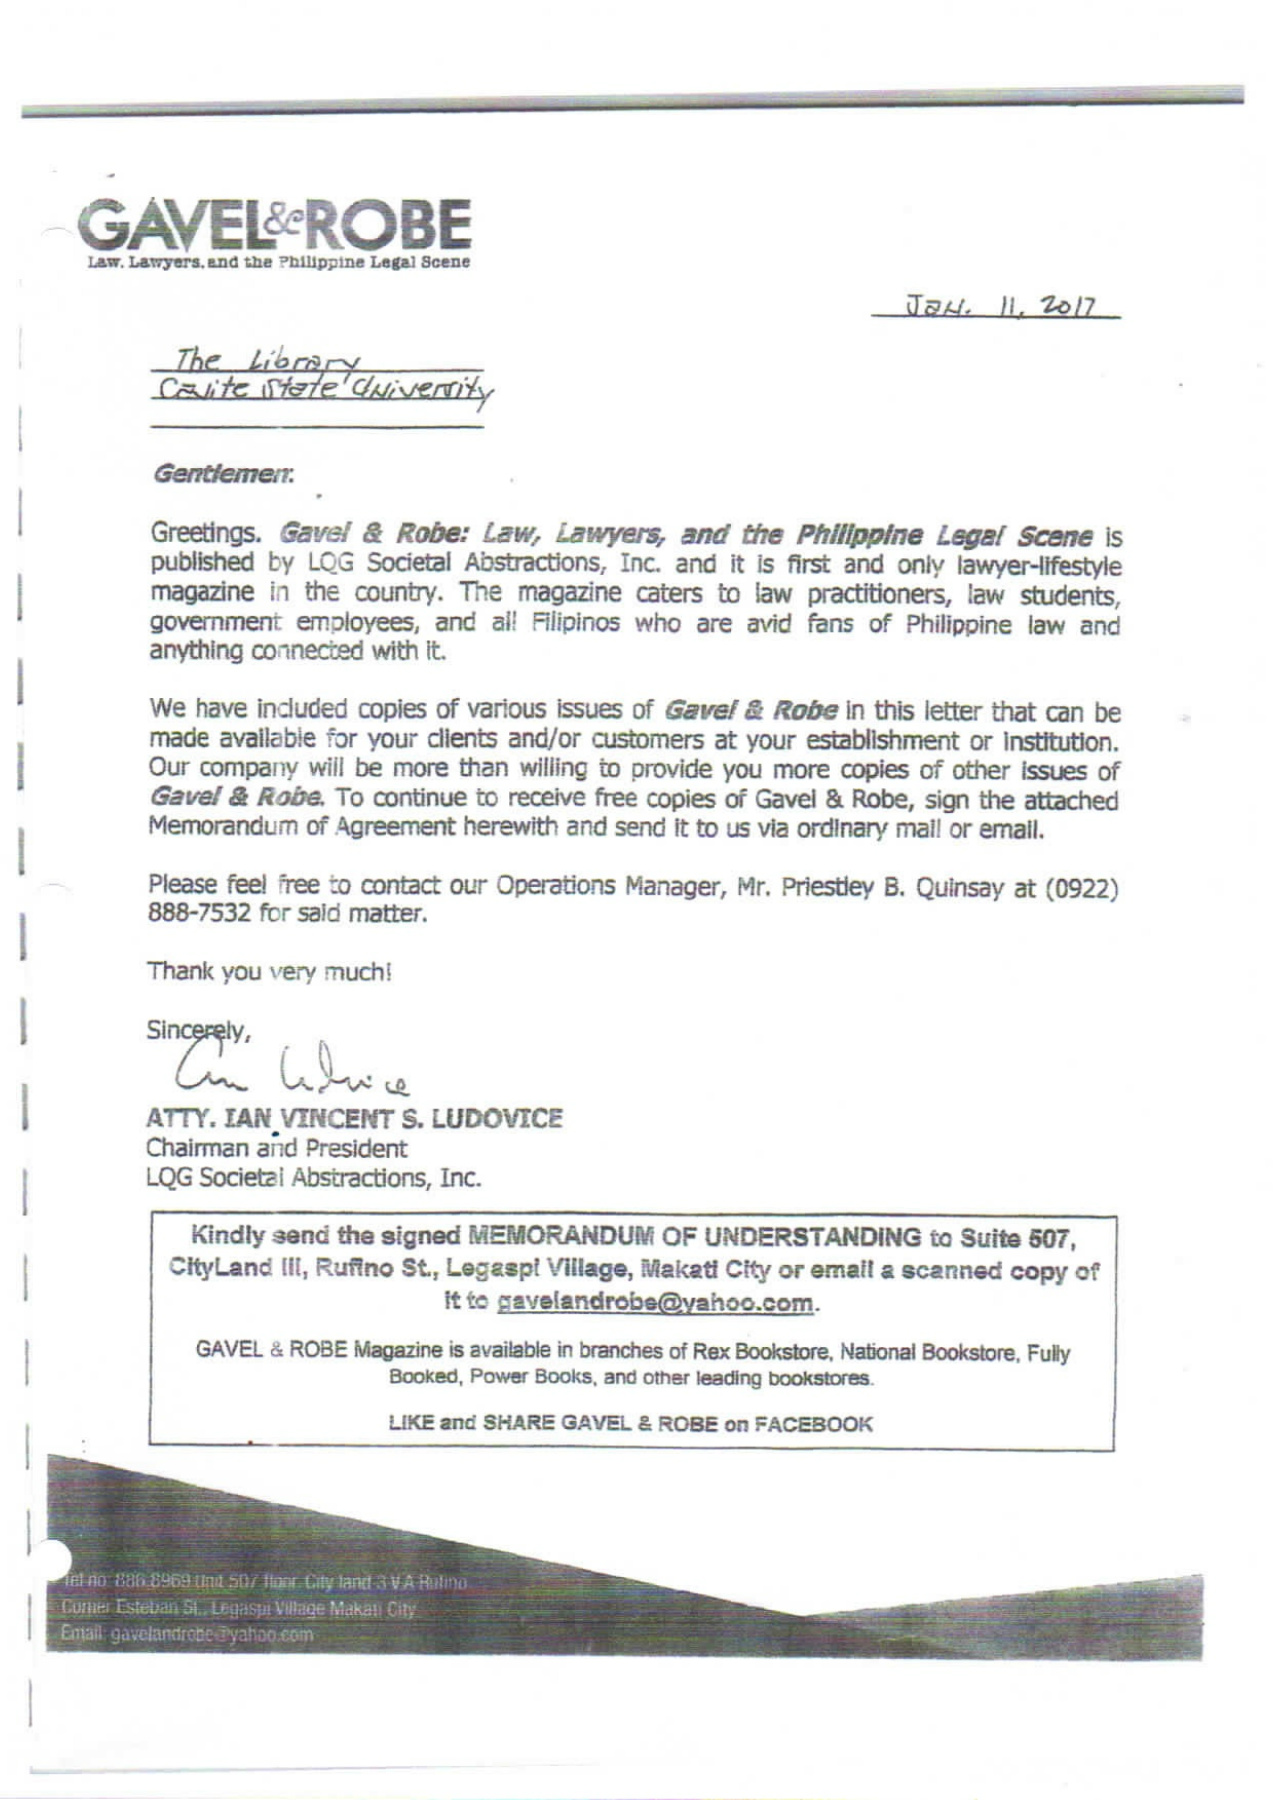 GAVEL&ROBE
Law, Lawyers, and the Philippine Legal Scene
Jan. 11, 2017
The Library
Cavite State University
Gentlemen:
Greetings. Gavel & Robe: Law, Lawyers, and the Philippine Legal Scene is
published by LQG Societal Abstractions, Inc. and it is first and only lawyer-lifestyle
magazine in the country. The magazine caters to law practitioners, law students,
government employees, and all Filipinos who are avid fans of Philippine law and
anything connected with it.
We have included copies of various issues of Gavel & Robe in this letter that can be
made available for your clients and/or customers at your establishment or institution.
Our company will be more than willing to provide you more copies of other issues of
Gavel & Robe. To continue to receive free copies of Gavel & Robe, sign the attached
Memorandum of Agreement herewith and send it to us via ordinary mail or email.
Please feel free to contact our Operations Manager, Mr. Priestley B. Quinsay at (0922)
888-7532 for said matter.
Thank you very much!
Sincerely,
ATTY. IAN VINCENT S. LUDOVICE
Chairman and President
LQG Societal Abstractions, Inc.
Kindly send the signed MEMORANDUM OF UNDERSTANDING to Suite 507,
CityLand III, Rufino St., Legaspi Village, Makati City or email a scanned copy of
it to gavelandrobe@yahoo.com.
GAVEL & ROBE Magazine is available in branches of Rex Bookstore, National Bookstore, Fully
Booked, Power Books, and other leading bookstores.
LIKE and SHARE GAVEL & ROBE on FACEBOOK
Tel no: 886 8969 Unit 507 floor. City land 3 V.A Rufino
Corner Esteban St., Legaspi Village Makati City
Email: gavelandrobe@yahoo.com